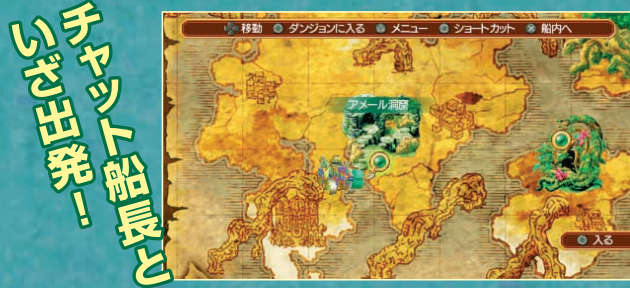 チャット船長と
いざ出発！
移動 ダンジョンに入る メニュー ショートカット 船内へ
アメール洞窟
入る